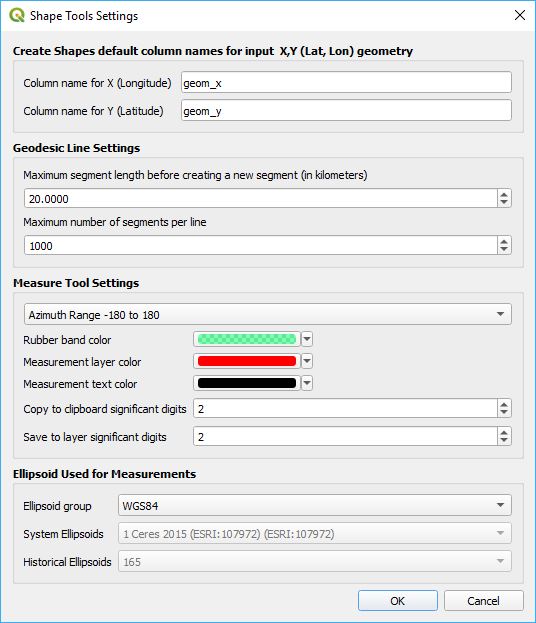 Shape Tools Settings
Create Shapes default column names for input X,Y (Lat, Lon) geometry
Column name for X (Longitude) geom_x
Column name for Y (Latitude) geom_y
Geodesic Line Settings
Maximum segment length before creating a new segment (in kilometers)
20.0000
Maximum number of segments per line
1000
Measure Tool Settings
Azimuth Range -180 to 180
Rubber band color
Measurement layer color
Measurement text color
Copy to clipboard significant digits 2
Save to layer significant digits 2
Ellipsoid Used for Measurements
Ellipsoid group WGS84
System Ellipsoids 1 Ceres 2015 (ESRI:107972) (ESRI:107972)
Historical Ellipsoids 165
OK Cancel